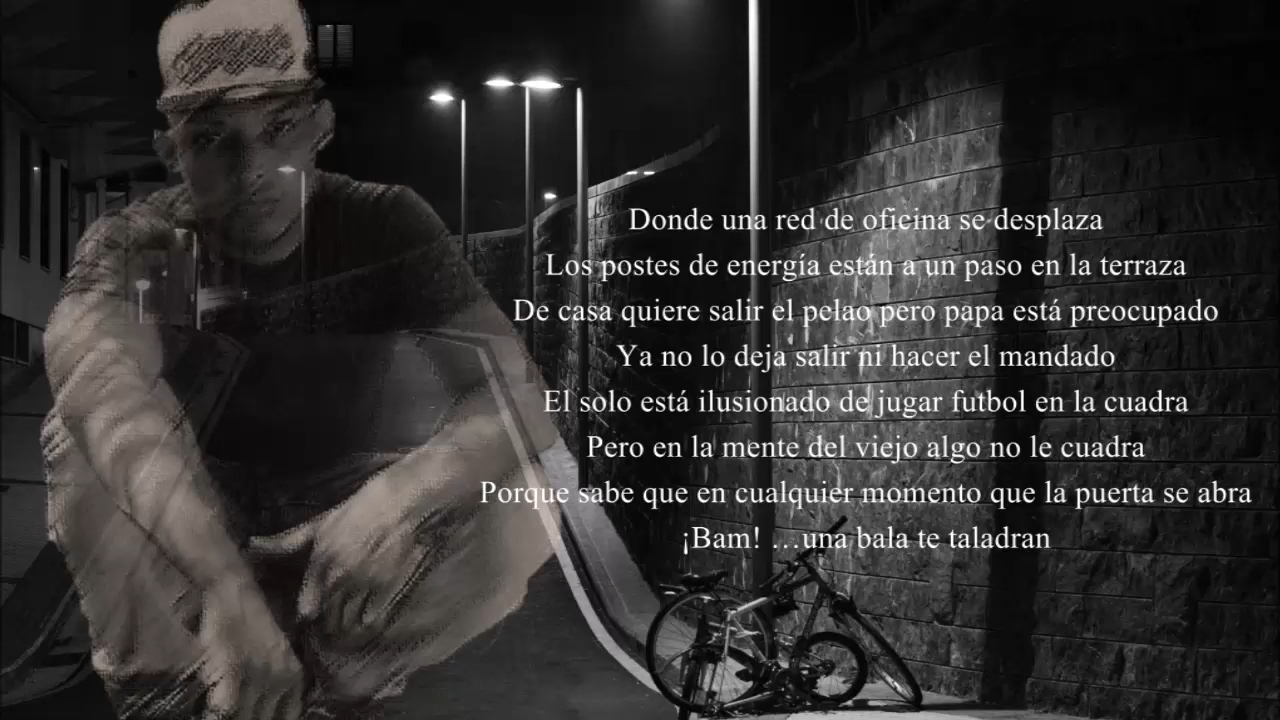 Donde una red de oficina se desplaza
Los postes de energía están a un paso en la terraza
De casa quiere salir el pelao pero papa está preocupado
Ya no lo deja salir ni hacer el mandado
El solo está ilusionado de jugar futbol en la cuadra
Pero en la mente del viejo algo no le cuadra
Porque sabe que en cualquier momento que la puerta se abra
¡Bam! …una bala te taladran